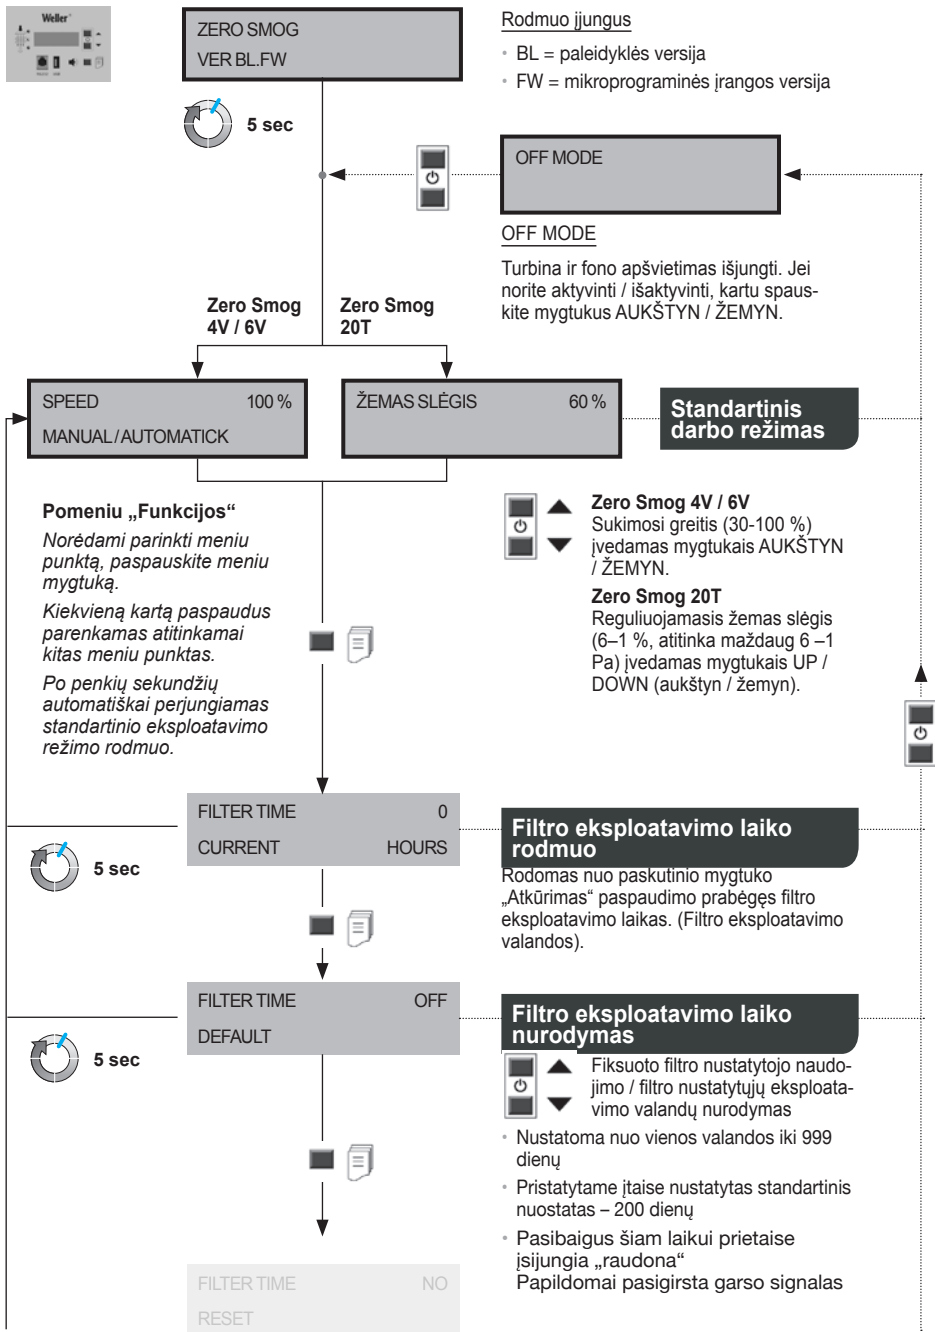 Weller
ZERO SMOG
VER BL.FW
Rodmuo įjungus
• BL = paleidyklės versija
• FW = mikroprograminės įrangos versija
5 sec
OFF MODE
OFF MODE
Turbina ir fono apšvietimas išjungti. Jei
norite aktyvinti / išaktyvinti, kartu spaus-
kite mygtukus AUKŠTYN / ŽEMYN.
Zero Smog
4V / 6V
Zero Smog
20T
SPEED 100 %
MANUAL/AUTOMATICK
ŽEMAS SLĖGIS 60 %
Standartinis
darbo režimas
Pomeniu „Funkcijos“
Norėdami parinkti meniu
punktą, paspauskite meniu
mygtuką.
Kiekvieną kartą paspaudus
parenkamas atitinkamai
kitas meniu punktas.
Po penkių sekundžių
automatiškai perjungiamas
standartinio eksploatavimo
režimo rodmuo.
Zero Smog 4V / 6V
Sukimosi greitis (30-100 %)
įvedamas mygtukais AUKŠTYN
/ ŽEMYN.
Zero Smog 20T
Reguliuojamasis žemas slėgis
(6–1 %, atitinka maždaug 6 –1
Pa) įvedamas mygtukais UP /
DOWN (aukštyn / žemyn).
FILTER TIME 0
CURRENT HOURS
5 sec
Filtro eksploatavimo laiko
rodmuo
Rodomas nuo paskutinio mygtuko
„Atkūrimas“ paspaudimo prabėgęs filtro
eksploatavimo laikas. (Filtro eksploatavimo
valandos).
FILTER TIME OFF
DEFAULT
5 sec
Filtro eksploatavimo laiko
nurodymas
Fiksuoto filtro nustatytojo naudo-
jimo / filtro nustatytųjų eksploata-
vimo valandų nurodymas
• Nustatoma nuo vienos valandos iki 999
dienų
• Pristatytame įtaise nustatytas standartinis
nuostatas – 200 dienų
• Pasibaigus šiam laikui prietaise
įsijungia „raudona“
Papildomai pasigirsta garso signalas
FILTER TIME NO
RESET